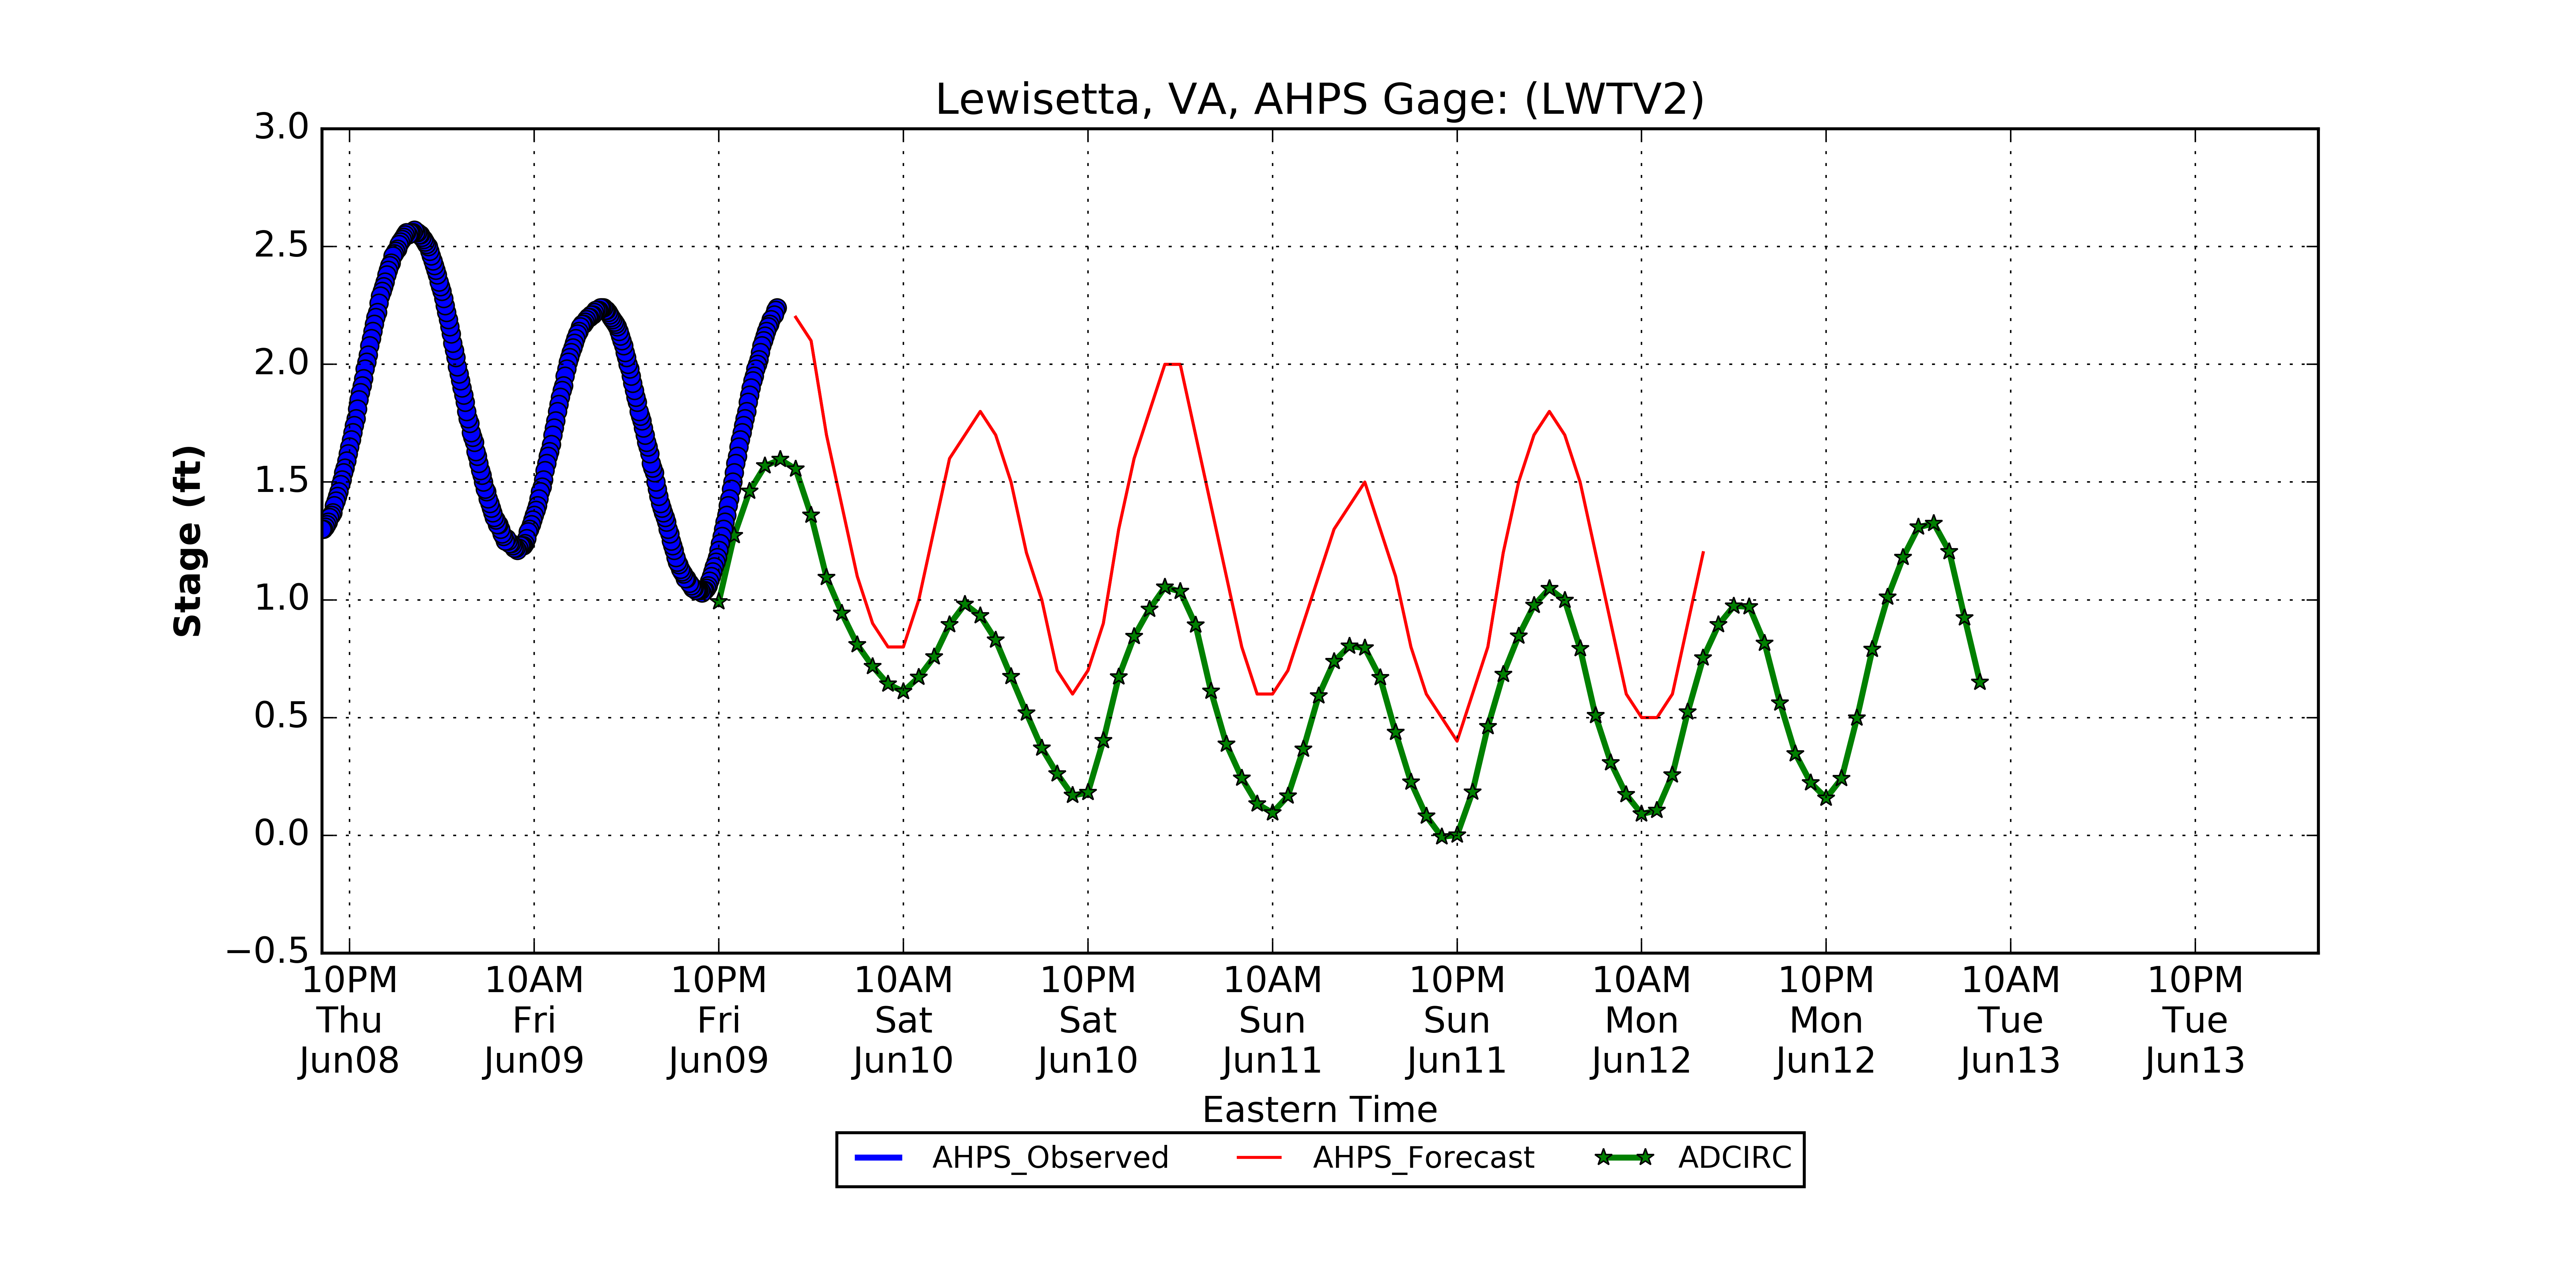 Lewisetta, VA, AHPS Gage: (LWTV2)
Stage (ft)
3.0
2.5
2.0
1.5
1.0
0.5
0.0
−0.5
10PM 10AM 10PM 10AM 10PM 10AM 10PM 10AM 10PM 10AM 10PM
Thu Fri Fri Sat Sat Sun Sun Mon Mon Tue Tue
Jun08 Jun09 Jun09 Jun10 Jun10 Jun11 Jun11 Jun12 Jun12 Jun13 Jun13
Eastern Time
AHPS_Observed AHPS_Forecast ADCIRC